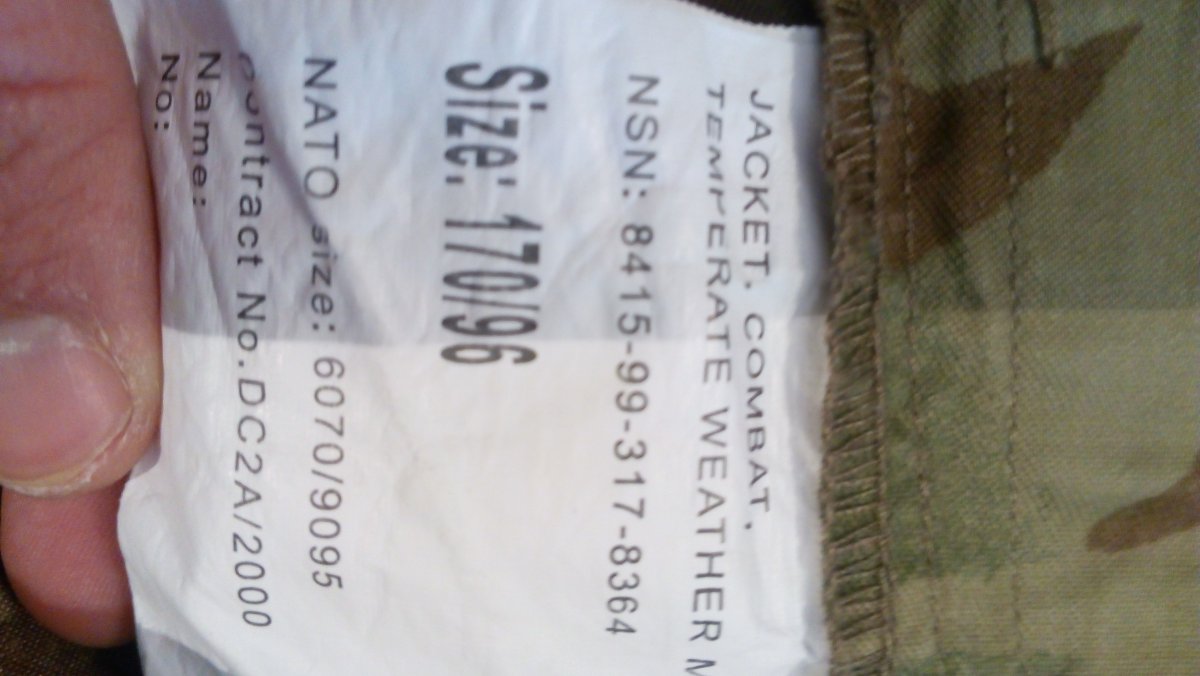 JACKET. COMBAT.
TEMPERATE WEATHER M
NSN: 8415-99-317-8364
Size: 170/96
NATO size: 6070/9095
Contract No.DC2A/2000
Name:
No: